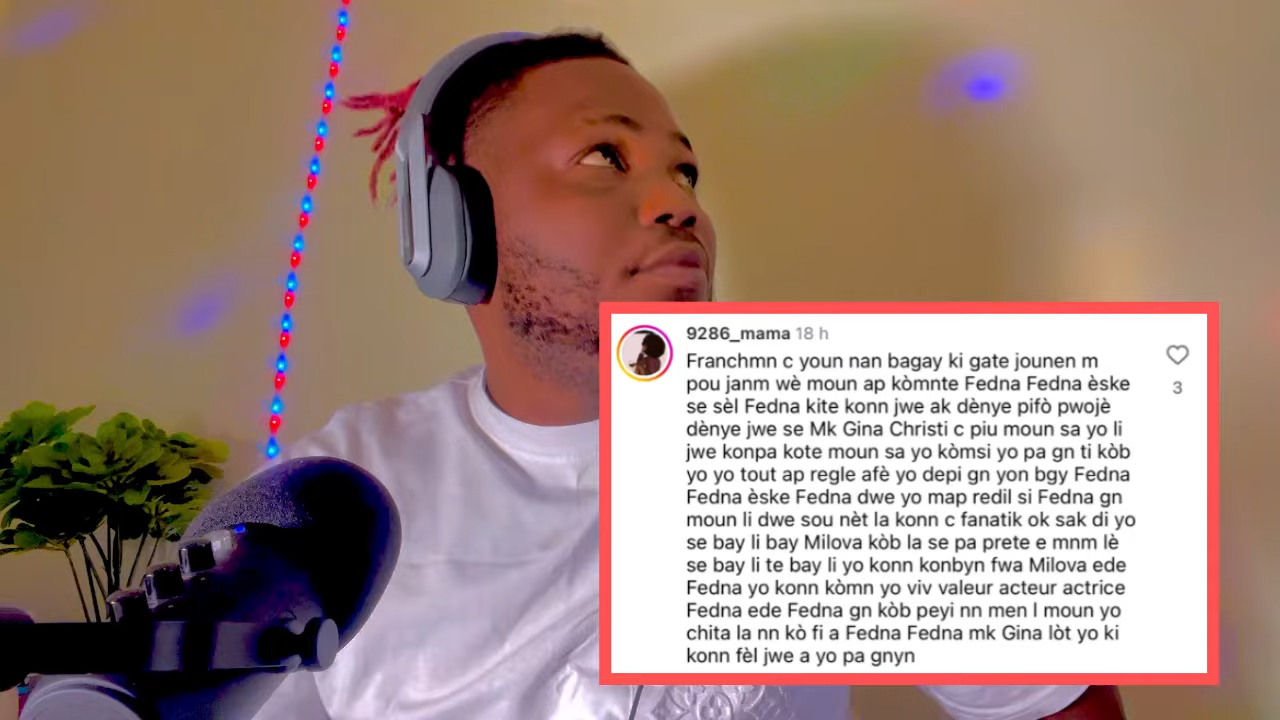 9286_mama 18 h
Franchmn c youn nan bagay ki gate jounen m
pou janm wè moun ap kòmnte Fedna Fedna èske
se sèl Fedna kite konn jwe ak dènye pifò pwojè
dènye jwe se Mk Gina Christi c piu moun sa yo li
jwe konpa kote moun sa yo kòmsi yo pa gn ti kòb
yo yo tout ap regle afè yo depi gn yon bgy Fedna
Fedna èske Fedna dwe yo map redil si Fedna gn
moun li dwe sou nèt la konn c fanatik ok sak di yo
se bay li bay Milova kòb la se pa prete e mnm lè
se bay li te bay li yo konn konbyn fwa Milova ede
Fedna yo konn kòmn yo viv valeur acteur actrice
Fedna ede Fedna gn kòb peyi nn men l moun yo
chita la nn kò fi a Fedna Fedna mk Gina lòt yo ki
konn fèl jwe a yo pa gnyn
3